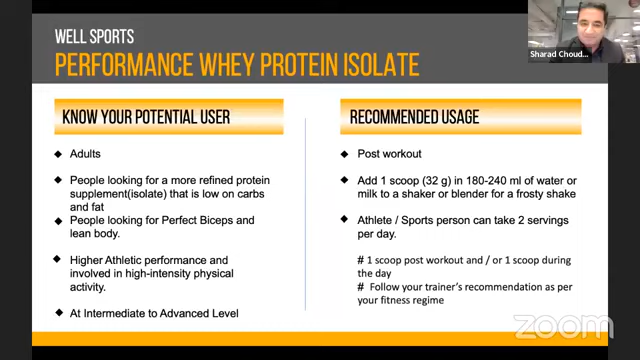 WELL SPORTS
PERFORMANCE WHEY PROTEIN ISOLATE
Sharad Choud...
KNOW YOUR POTENTIAL USER
Adults
People looking for a more refined protein
supplement(isolate) that is low on carbs
and fat
People looking for Perfect Biceps and
lean body.
Higher Athletic performance and
involved in high-intensity physical
activity.
At Intermediate to Advanced Level
RECOMMENDED USAGE
Post workout
Add 1 scoop (32 g) in 180-240 ml of water or
milk to a shaker or blender for a frosty shake
Athlete / Sports person can take 2 servings
per day.
# 1 scoop post workout and / or 1 scoop during
the day
# Follow your trainer's recommendation as per
your fitness regime
zoom